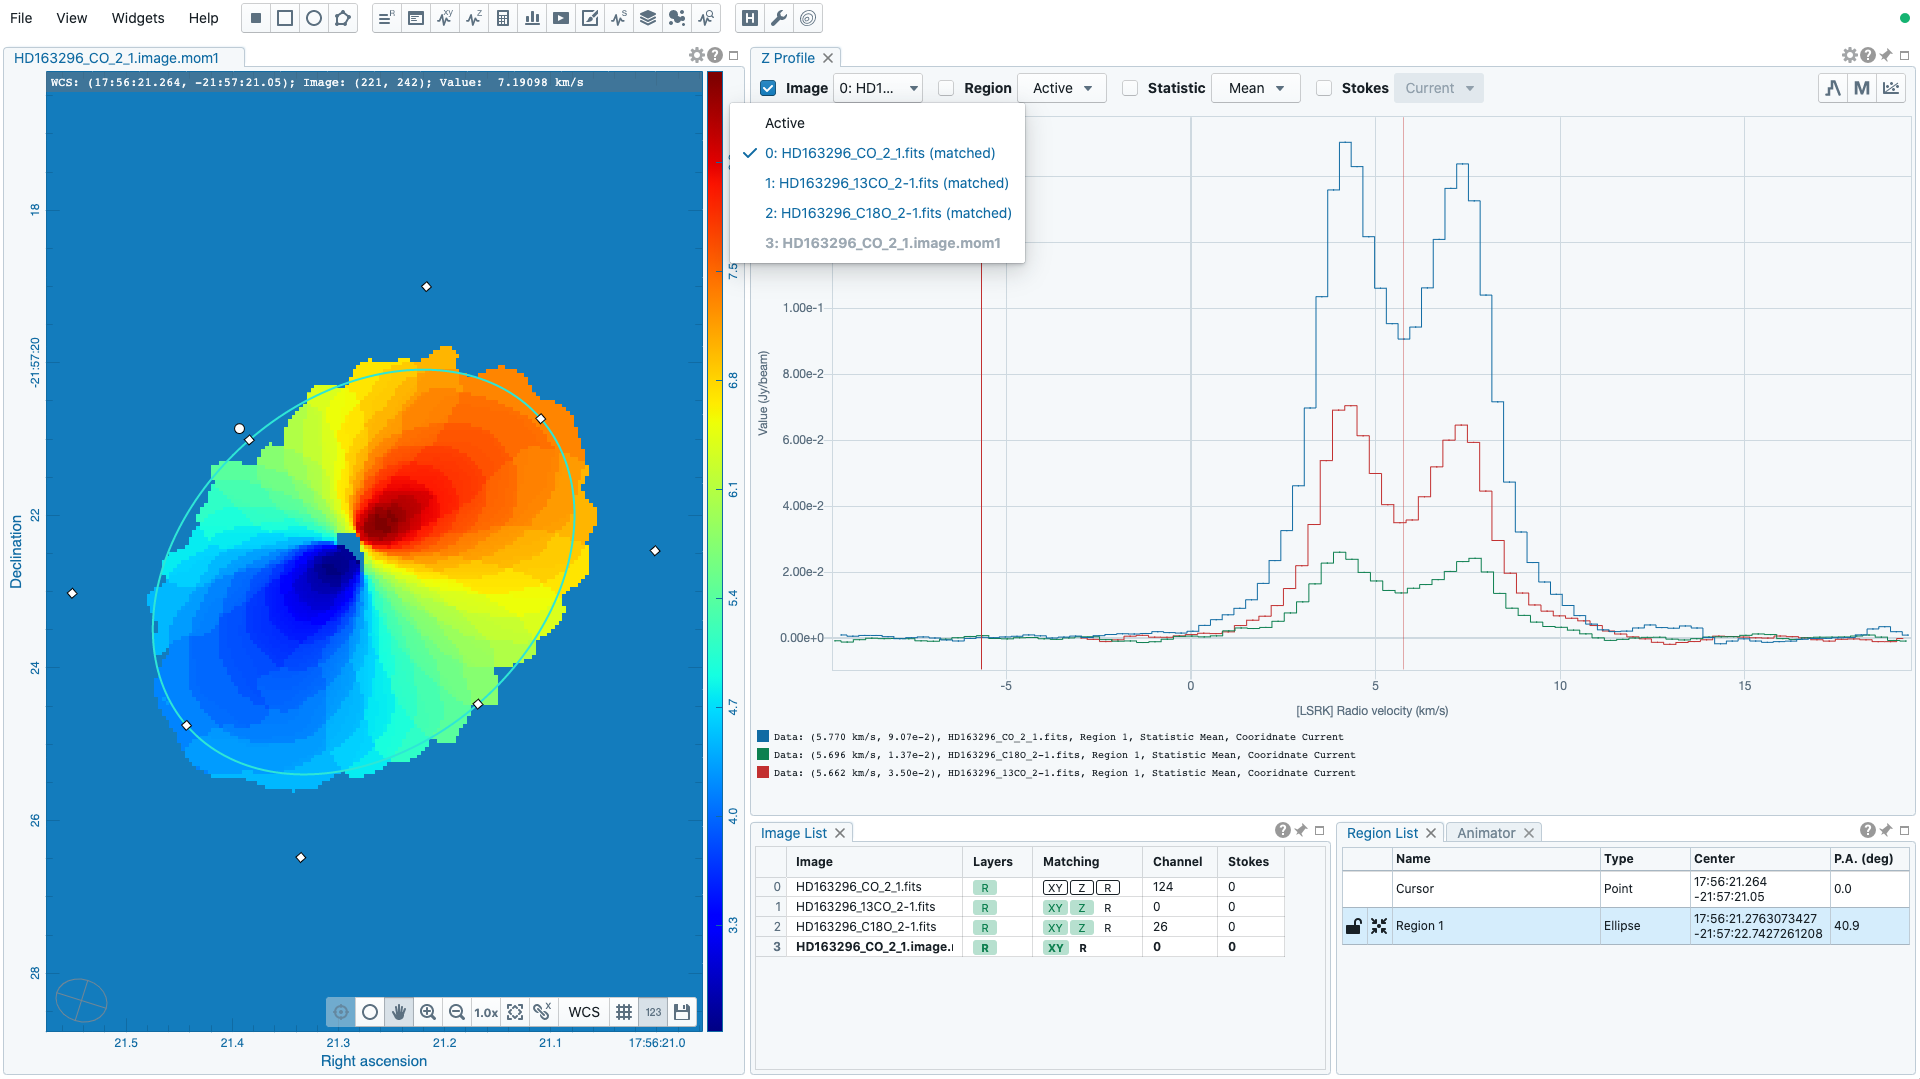 File View Widgets Help
HD163296_CO_2_1.image.mom1
WCS: (17:56:21.264, -21:57:21.05); Image: (221, 242); Value:  7.19098 km/s
18
-21:57:20
22
24
26
28
Declination
21.5 21.4 21.3 21.2 21.1 17:56:21.0
Right ascension
7.5
6.8
6.1
5.4
4.7
4.0
3.3
1.0x WCS 123
Z Profile
Image 0: HD1... Region Active Statistic Mean Stokes Current
M
Active
0: HD163296_CO_2_1.fits (matched)
1: HD163296_13CO_2-1.fits (matched)
2: HD163296_C18O_2-1.fits (matched)
3: HD163296_CO_2_1.image.mom1
1.00e-1
8.00e-2
6.00e-2
4.00e-2
2.00e-2
0.00e+0
Value (Jy/beam)
-5 0 5 10 15
[LSRK] Radio velocity (km/s)
Data: (5.770 km/s, 9.07e-2), HD163296_CO_2_1.fits, Region 1, Statistic Mean, Cooridnate Current
Data: (5.696 km/s, 1.37e-2), HD163296_C18O_2-1.fits, Region 1, Statistic Mean, Cooridnate Current
Data: (5.662 km/s, 3.50e-2), HD163296_13CO_2-1.fits, Region 1, Statistic Mean, Cooridnate Current
Image List
Image Layers Matching Channel Stokes
0 HD163296_CO_2_1.fits R XY Z R 124 0
1 HD163296_13CO_2-1.fits R XY Z R 0 0
2 HD163296_C18O_2-1.fits R XY Z R 26 0
3 HD163296_CO_2_1.image. R XY R 0 0
Region List Animator
Name Type Center P.A. (deg)
Cursor Point 17:56:21.264 0.0
-21:57:21.05
Region 1 Ellipse 17:56:21.2763073427 40.9
-21:57:22.7427261208